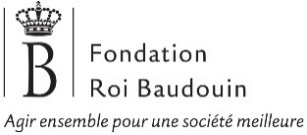 B
Fondation
Roi Baudouin
Agir ensemble pour une société meilleure